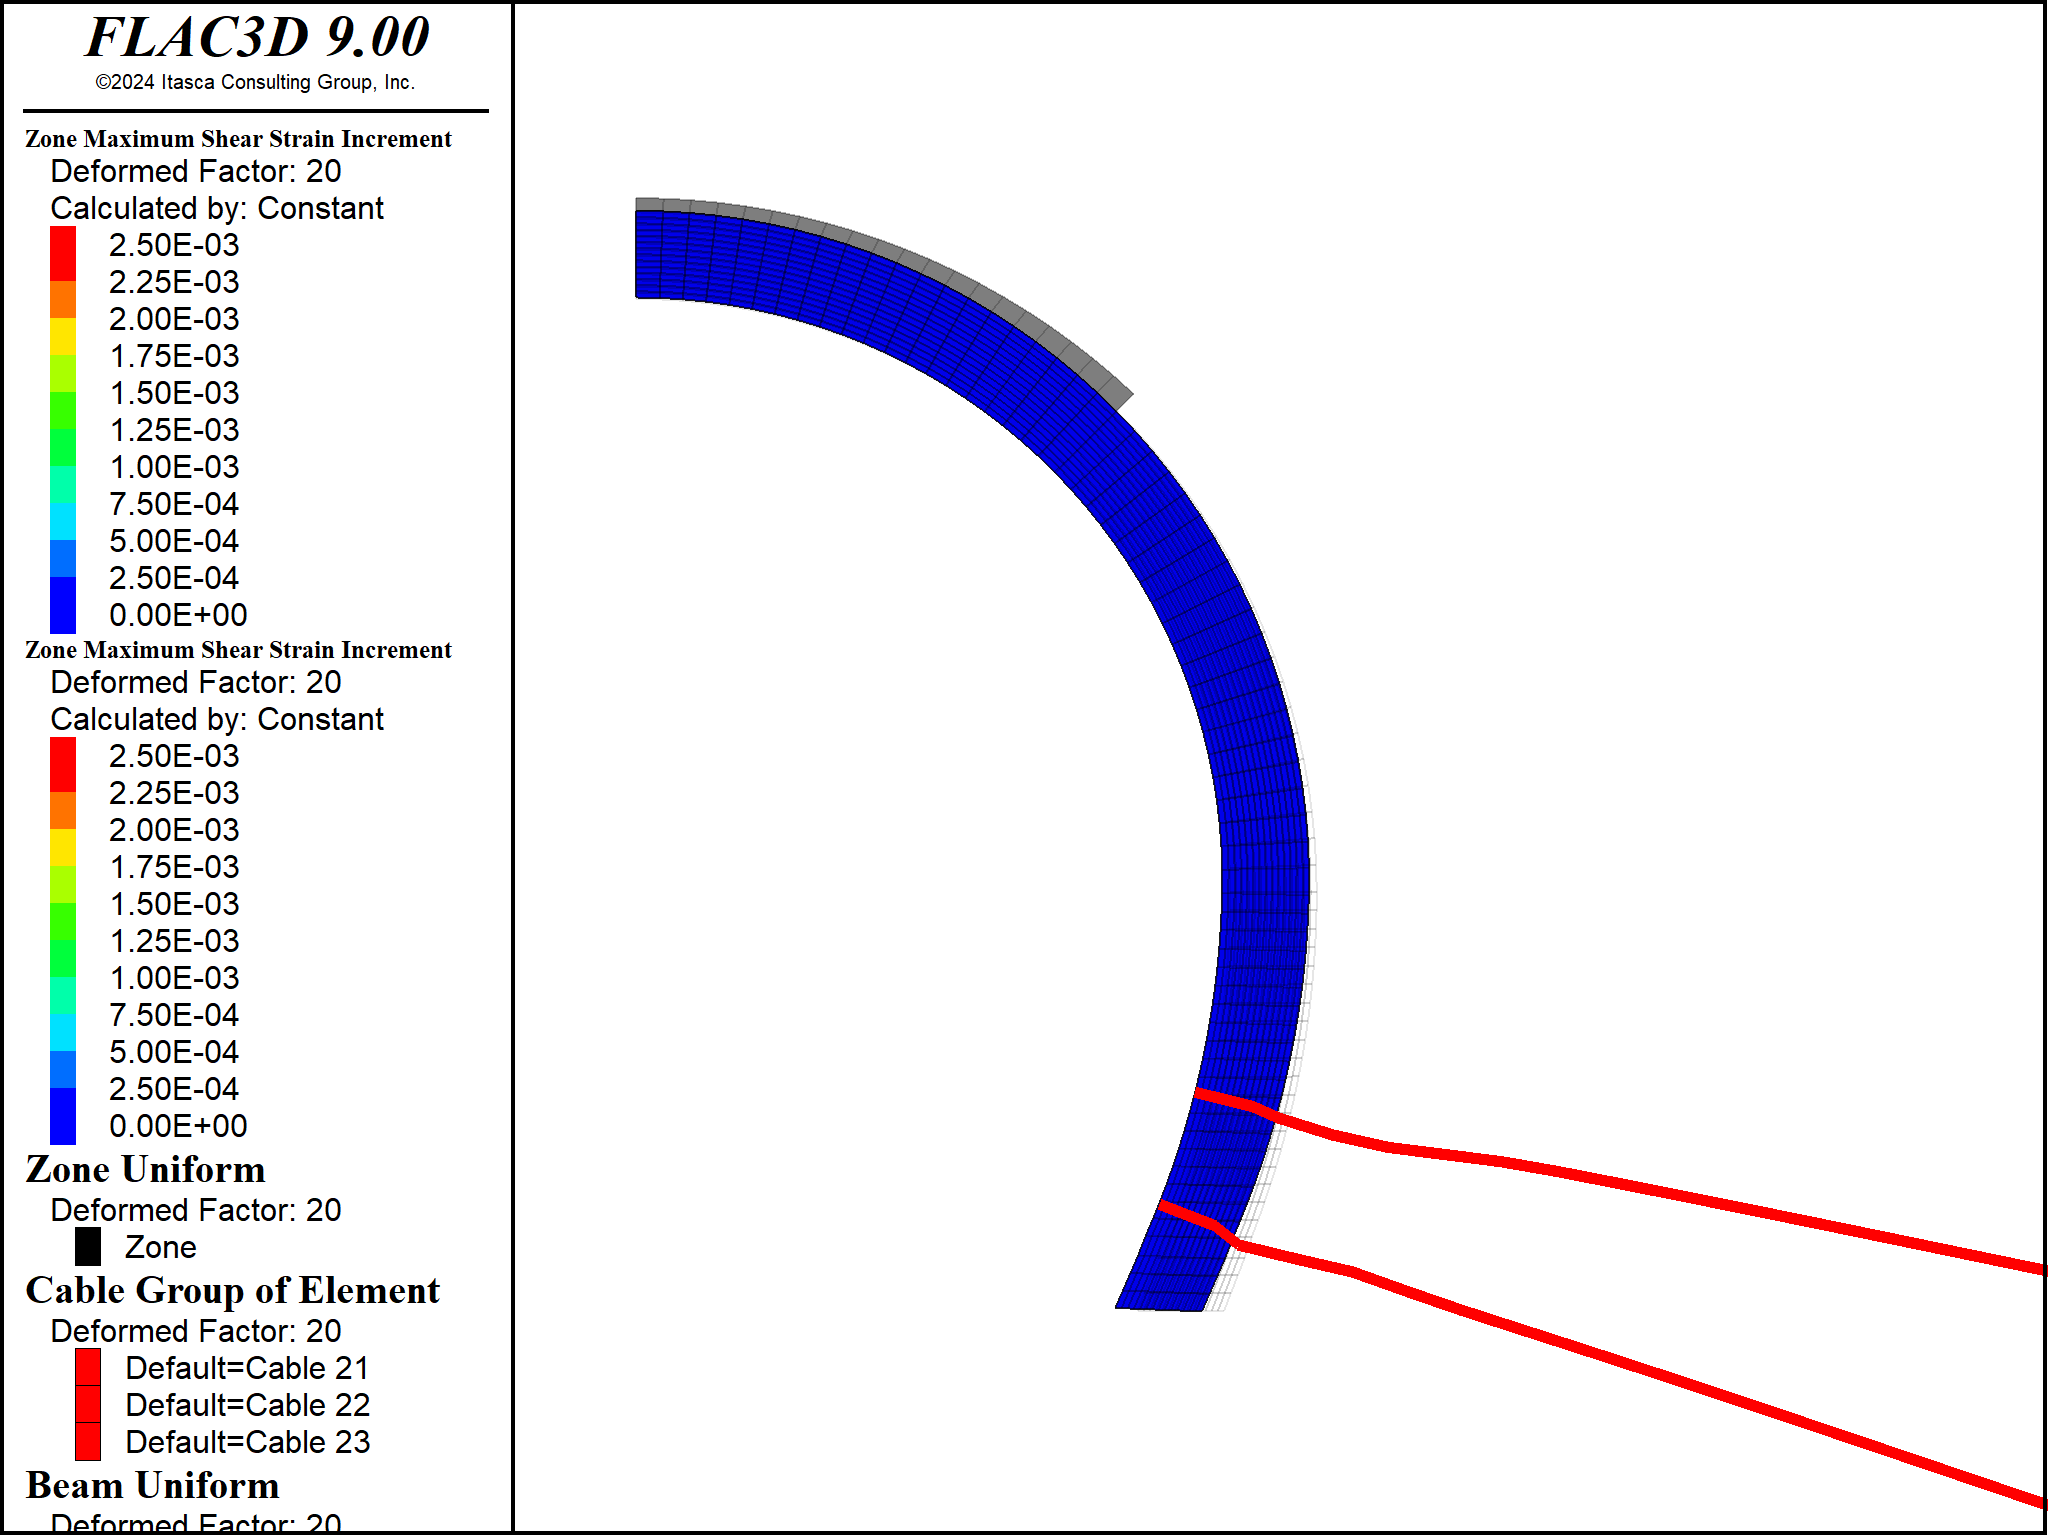 FLAC3D 9.00
©2024 Itasca Consulting Group, Inc.
Zone Maximum Shear Strain Increment
Deformed Factor: 20
Calculated by: Constant
2.50E-03
2.25E-03
2.00E-03
1.75E-03
1.50E-03
1.25E-03
1.00E-03
7.50E-04
5.00E-04
2.50E-04
0.00E+00
Zone Maximum Shear Strain Increment
Deformed Factor: 20
Calculated by: Constant
2.50E-03
2.25E-03
2.00E-03
1.75E-03
1.50E-03
1.25E-03
1.00E-03
7.50E-04
5.00E-04
2.50E-04
0.00E+00
Zone Uniform
Deformed Factor: 20
Zone
Cable Group of Element
Deformed Factor: 20
Default=Cable 21
Default=Cable 22
Default=Cable 23
Beam Uniform
Deformed Factor: 20